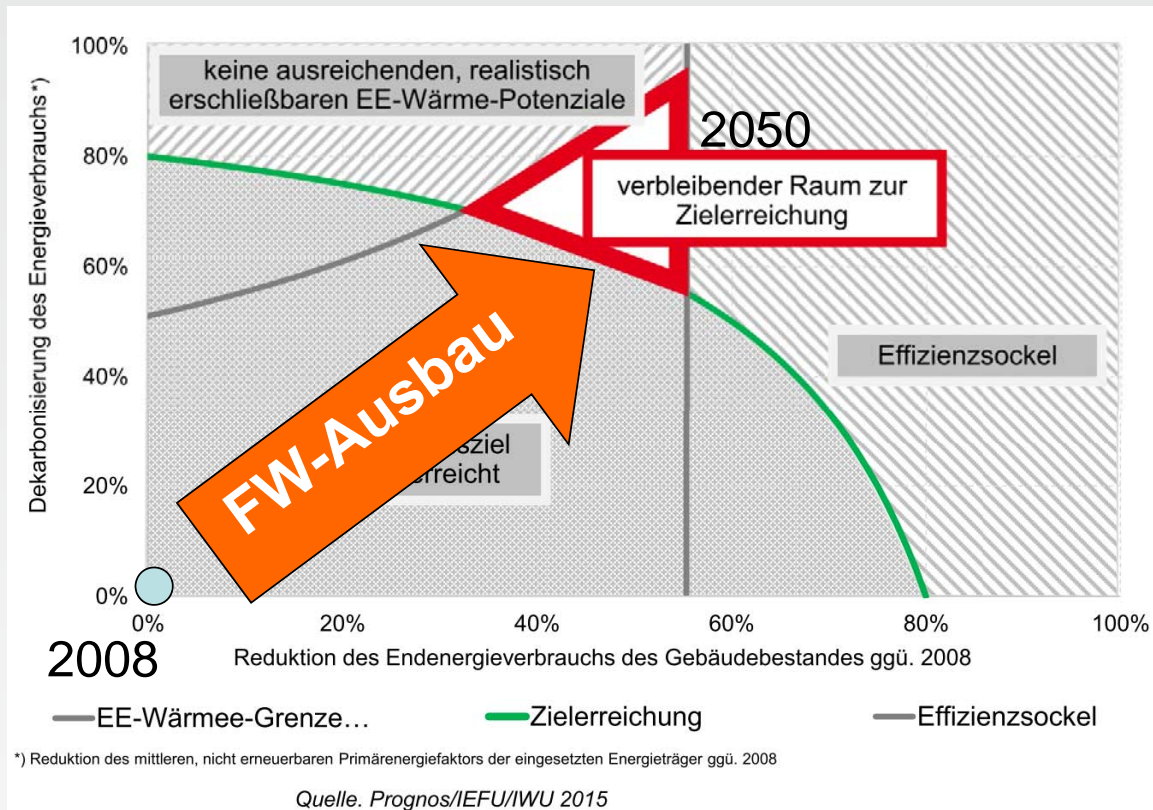 100%
80%
60%
40%
20%
0%
Dekarbonisierung des Energieverbrauchs*)
keine ausreichenden, realistisch
erschließbaren EE-Wärme-Potenziale
2050
verbleibender Raum zur
Zielerreichung
Effizienzsockel
FW-Ausbau
sziel
erreicht
0% 20% 40% 60% 80% 100%
2008
Reduktion des Endenergieverbrauchs des Gebäudebestandes ggü. 2008
EE-Wärmee-Grenze… Zielerreichung Effizienzsockel
*) Reduktion des mittleren, nicht erneuerbaren Primärenergiefaktors der eingesetzten Energieträger ggü. 2008
Quelle. Prognos/IEFU/IWU 2015